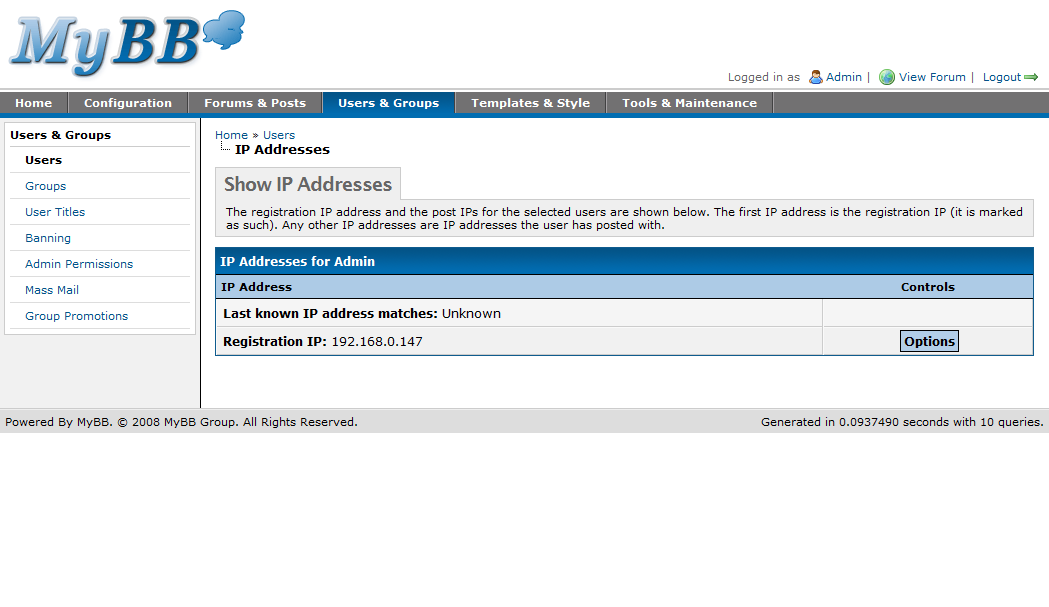 MyBB
Logged in as Admin | View Forum | Logout
Home Configuration Forums & Posts Users & Groups Templates & Style Tools & Maintenance
Users & Groups
Users
Groups
User Titles
Banning
Admin Permissions
Mass Mail
Group Promotions
Home » Users
IP Addresses
Show IP Addresses
The registration IP address and the post IPs for the selected users are shown below. The first IP address is the registration IP (it is marked
as such). Any other IP addresses are IP addresses the user has posted with.
IP Addresses for Admin
IP Address Controls
Last known IP address matches: Unknown
Registration IP: 192.168.0.147 Options
Powered By MyBB. © 2008 MyBB Group. All Rights Reserved. Generated in 0.0937490 seconds with 10 queries.